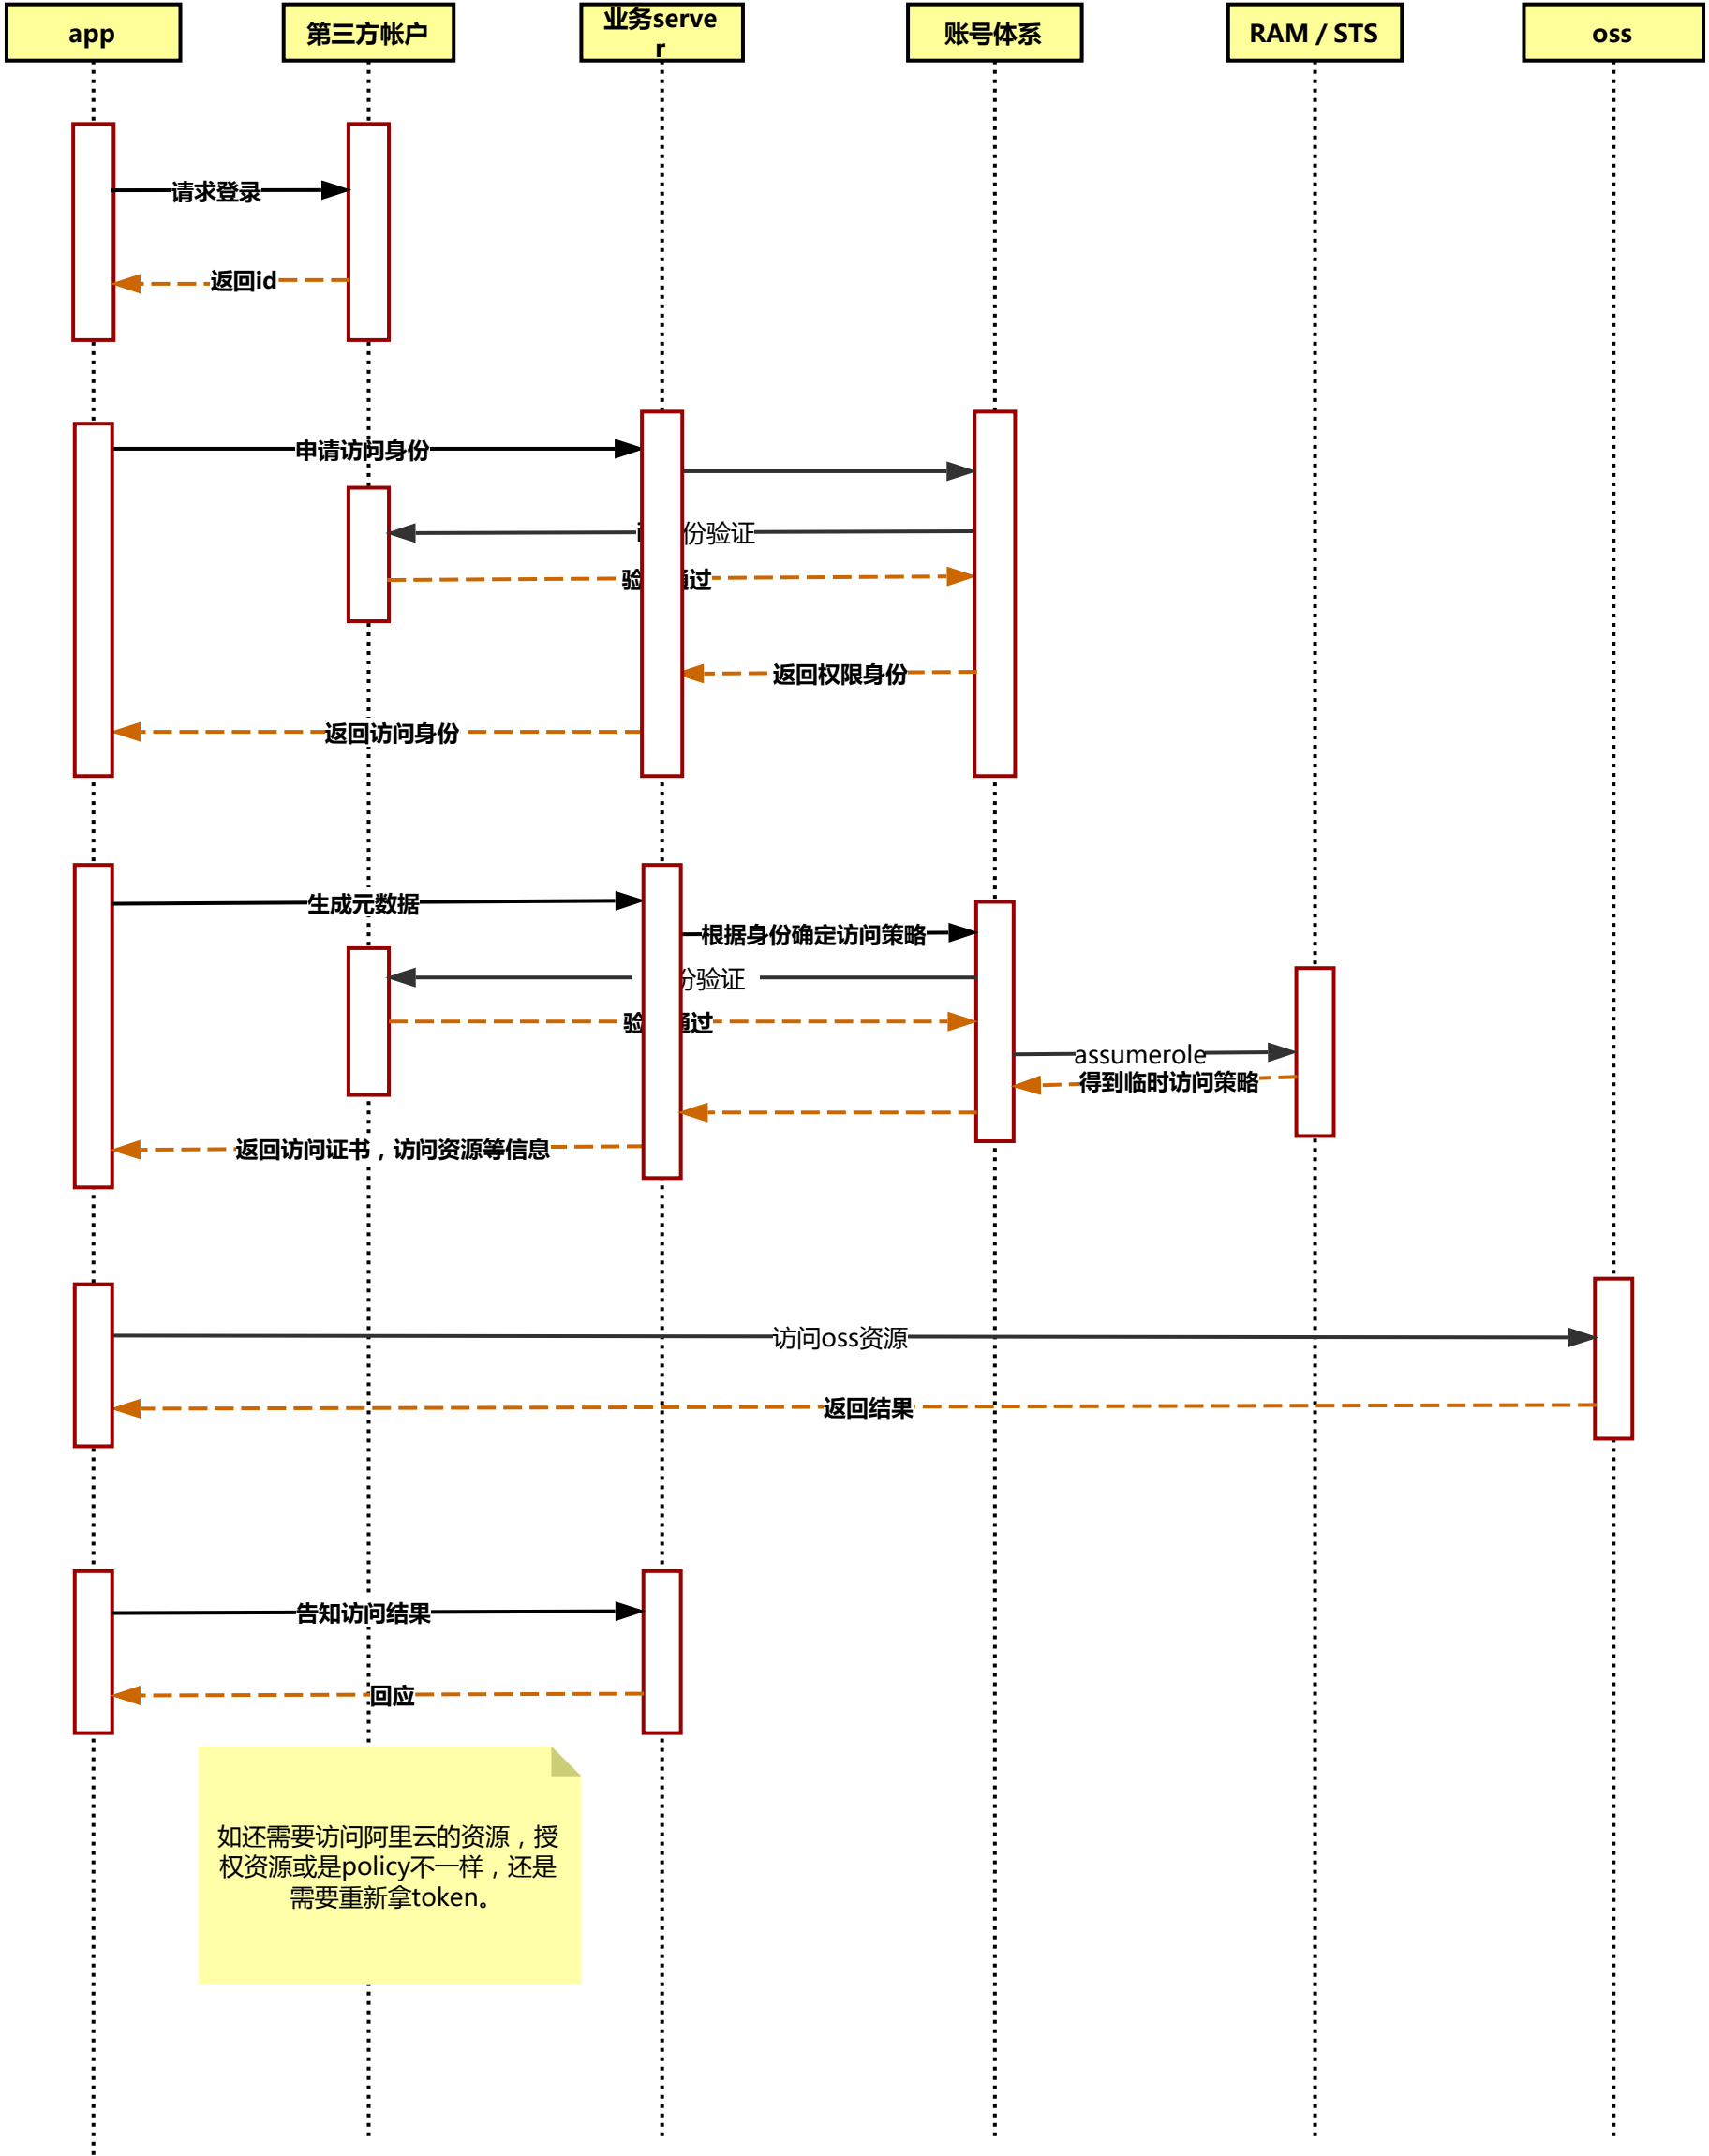 app
第三方帐户
业务serve
r
账号体系
RAM / STS
oss
请求登录
返回id
申请访问身份
份验证
通过
返回权限身份
返回访问身份
生成元数据
根据身份确定访问策略
份验证
通过
assumerole
得到临时访问策略
返回访问证书，访问资源等信息
访问oss资源
返回结果
告知访问结果
回应
如还需要访问阿里云的资源，授
权资源或是policy不一样，还是
需要重新拿token。